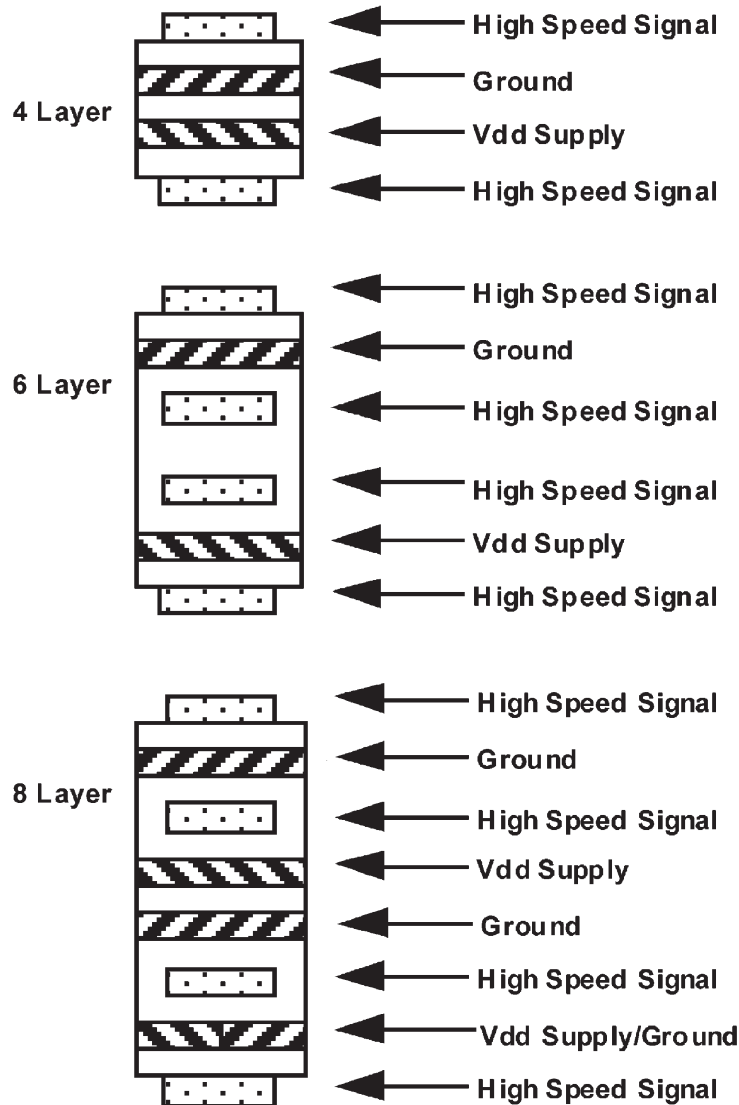 High Speed Signal
Ground
4 Layer
Vdd Supply
High Speed Signal
High Speed Signal
Ground
6 Layer
High Speed Signal
High Speed Signal
Vdd Supply
High Speed Signal
High Speed Signal
Ground
8 Layer
High Speed Signal
Vdd Supply
Ground
High Speed Signal
Vdd Supply/Ground
High Speed Signal